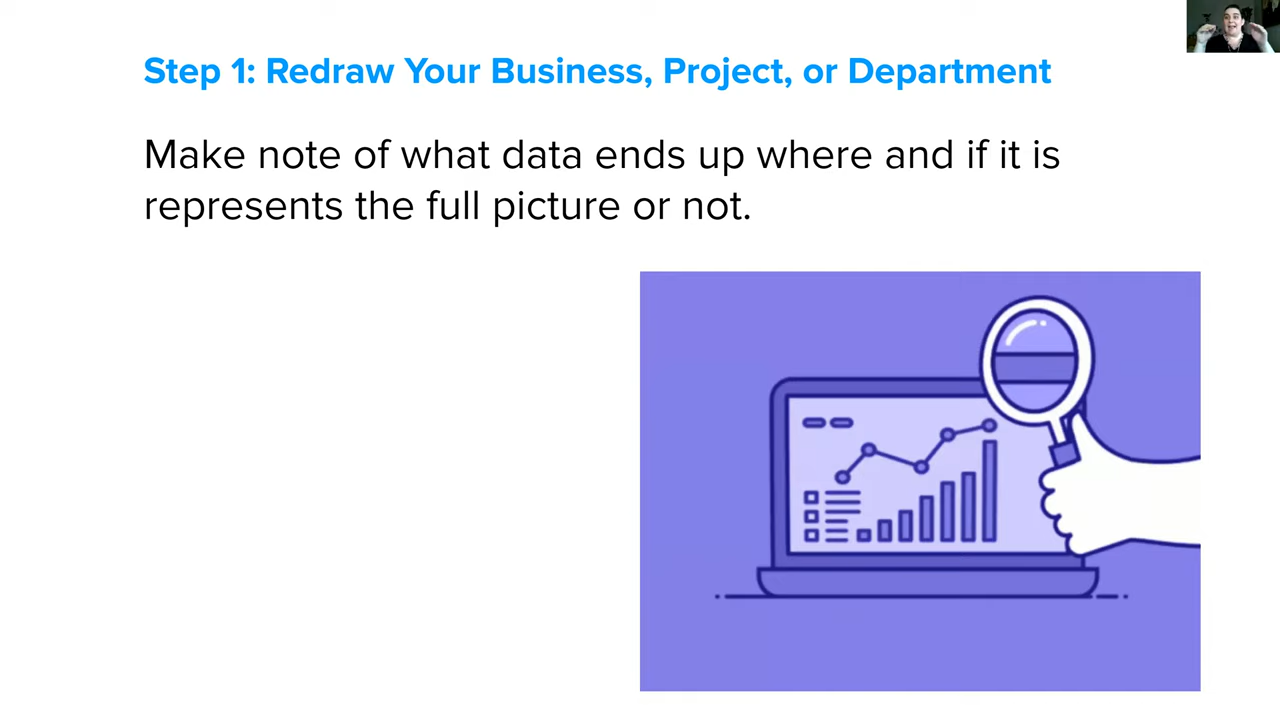 Step 1: Redraw Your Business, Project, or Department
Make note of what data ends up where and if it is
represents the full picture or not.